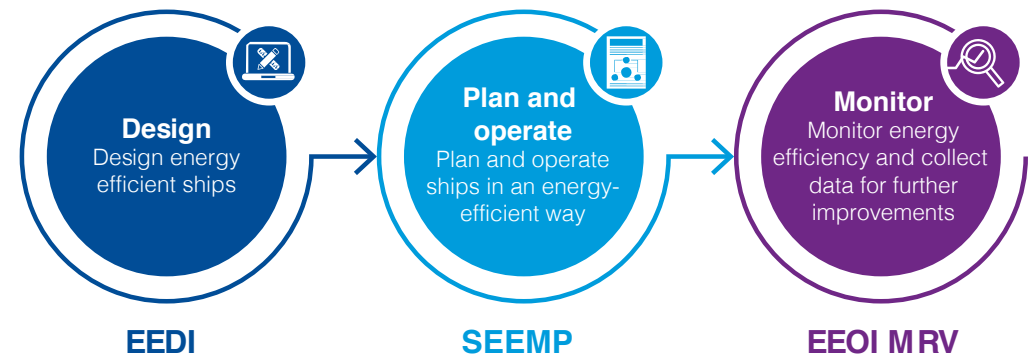 Design
Design energy
efficient ships
Plan and
operate
Plan and operate
ships in an energy-
efficient way
Monitor
Monitor energy
efficiency and collect
data for further
improvements
EEDI
SEEMP
EEOI MRV